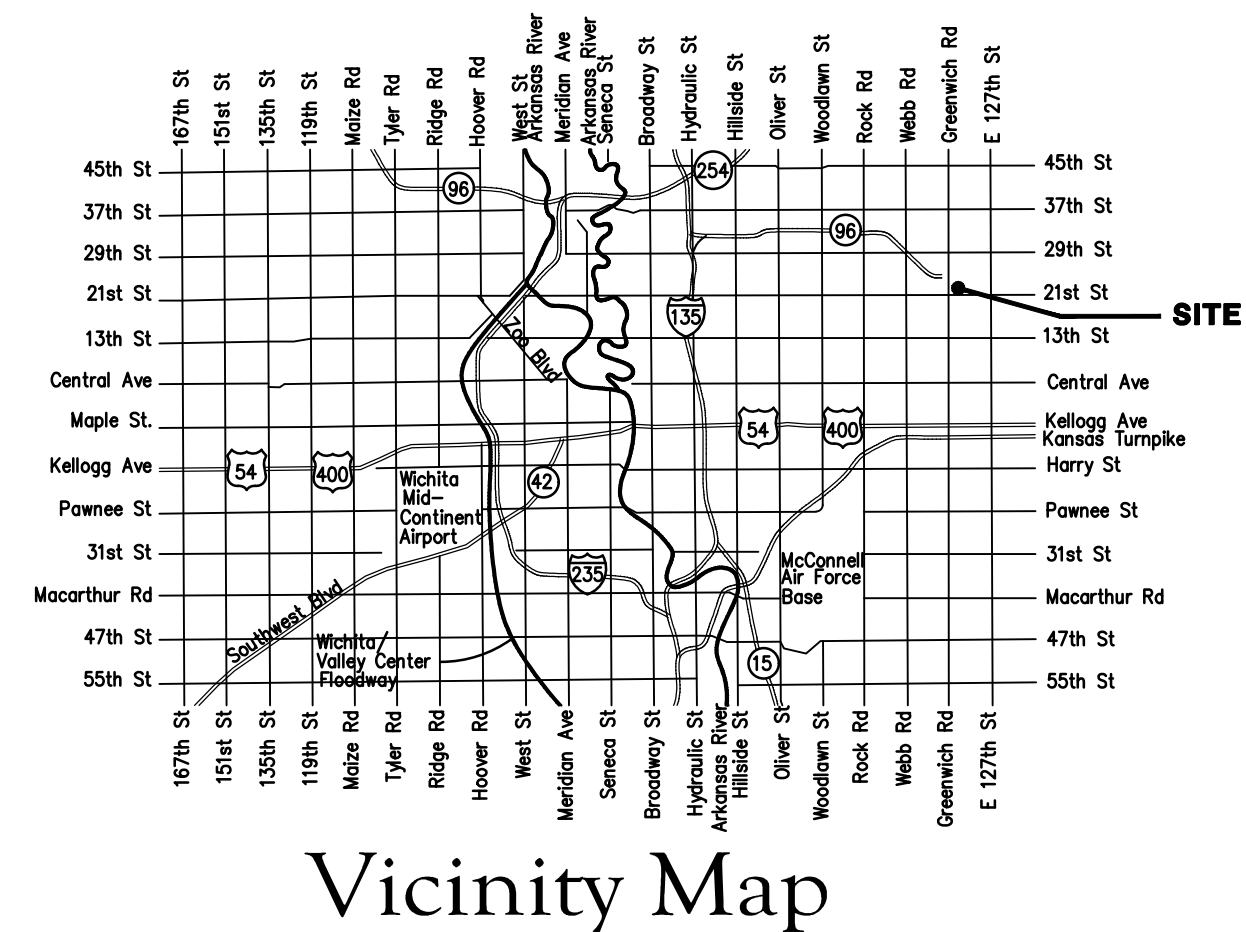 167th St
151st St
135th St
119th St
Maize Rd
Tyler Rd
Ridge Rd
Hoover Rd
West St
Arkansas River
Meridian Ave
Arkansas River
Seneca St
Broadway St
Hydraulic St
Hillside St
Oliver St
Woodlawn St
Rock Rd
Webb Rd
Greenwich Rd
E 127th St
45th St
37th St
29th St
21st St
13th St
Central Ave
Maple St.
Kellogg Ave
Pawnee St
31st St
Macarthur Rd
47th St
55th St
96
254
96
135
Zoo Blvd
54
400
54
400
42
Wichita
Mid-
Continent
Airport
235
McConnell
Air Force
Base
Southwest Blvd
Wichita/
Valley Center
Floodway
15
45th St
37th St
29th St
21st St
SITE
13th St
Central Ave
Kellogg Ave
Kansas Turnpike
Harry St
Pawnee St
31st St
Macarthur Rd
47th St
55th St
167th St
151st St
135th St
119th St
Maize Rd
Tyler Rd
Ridge Rd
Hoover Rd
West St
Meridian Ave
Seneca St
Broadway St
Hydraulic St
Arkansas River
Hillside St
Oliver St
Woodlawn St
Rock Rd
Webb Rd
Greenwich Rd
E 127th St
Vicinity Map